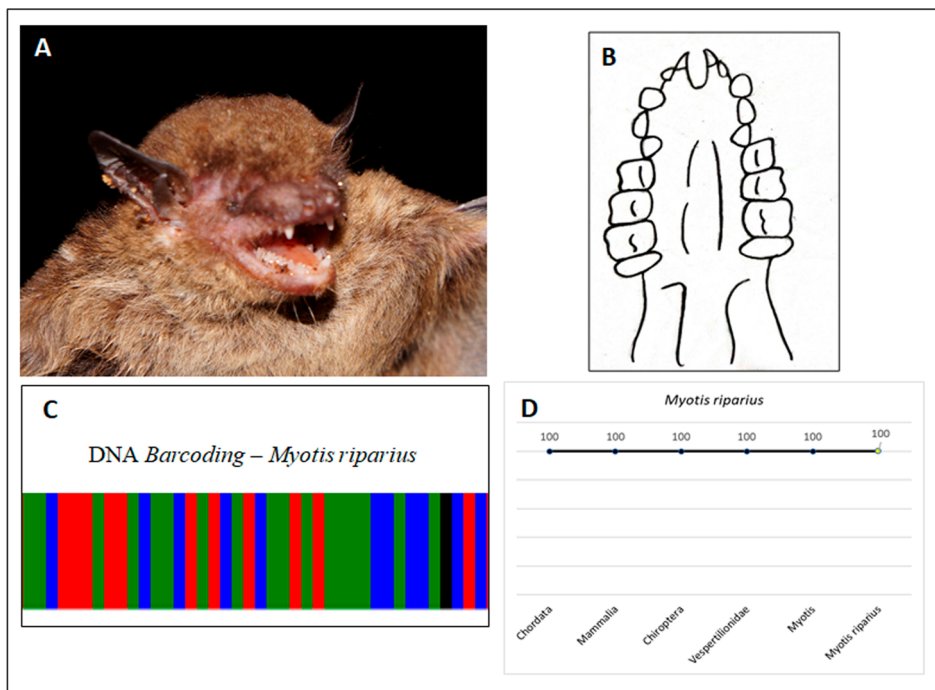 A
B
C
DNA Barcoding – Myotis riparius
D
Myotis riparius
100 100 100 100 100 100
Chordata
Mammalia
Chiroptera
Vespertilionidae
Myotis
Myotis riparius